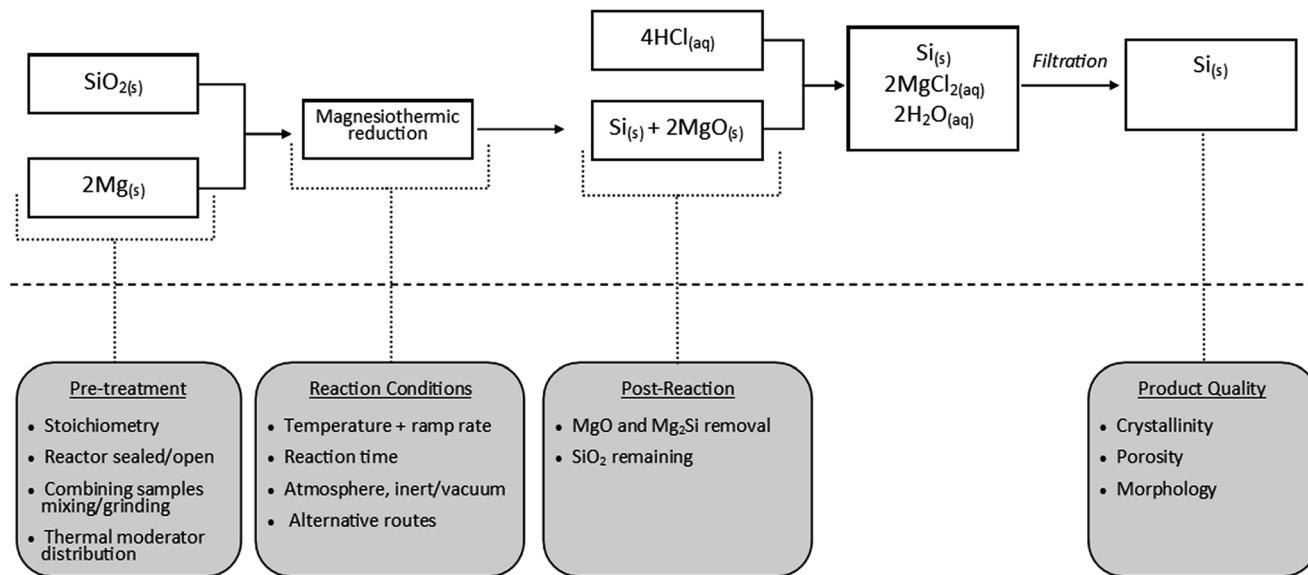 SiO₂₍ₛ₎
2Mg₍ₛ₎
Magnesiothermic
reduction
4HCl₍aq₎
Si₍ₛ₎ + 2MgO₍ₛ₎
Si₍ₛ₎
2MgCl₂₍aq₎
2H₂O₍aq₎
Filtration
Si₍ₛ₎
Pre-treatment
• Stoichiometry
• Reactor sealed/open
• Combining samples
mixing/grinding
• Thermal moderator
distribution
Reaction Conditions
• Temperature + ramp rate
• Reaction time
• Atmosphere, inert/vacuum
• Alternative routes
Post-Reaction
• MgO and Mg₂Si removal
• SiO₂ remaining
Product Quality
• Crystallinity
• Porosity
• Morphology